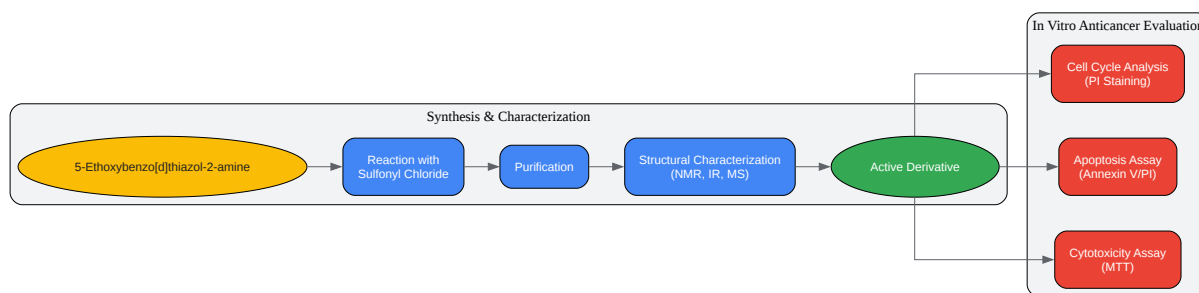 In Vitro Anticancer Evaluation
Cell Cycle Analysis
(PI Staining)
Synthesis & Characterization
5-Ethoxybenzo[d]thiazol-2-amine
Reaction with
Sulfonyl Chloride
Purification
Structural Characterization
(NMR, IR, MS)
Active Derivative
Apoptosis Assay
(Annexin V/PI)
Cytotoxicity Assay
(MTT)